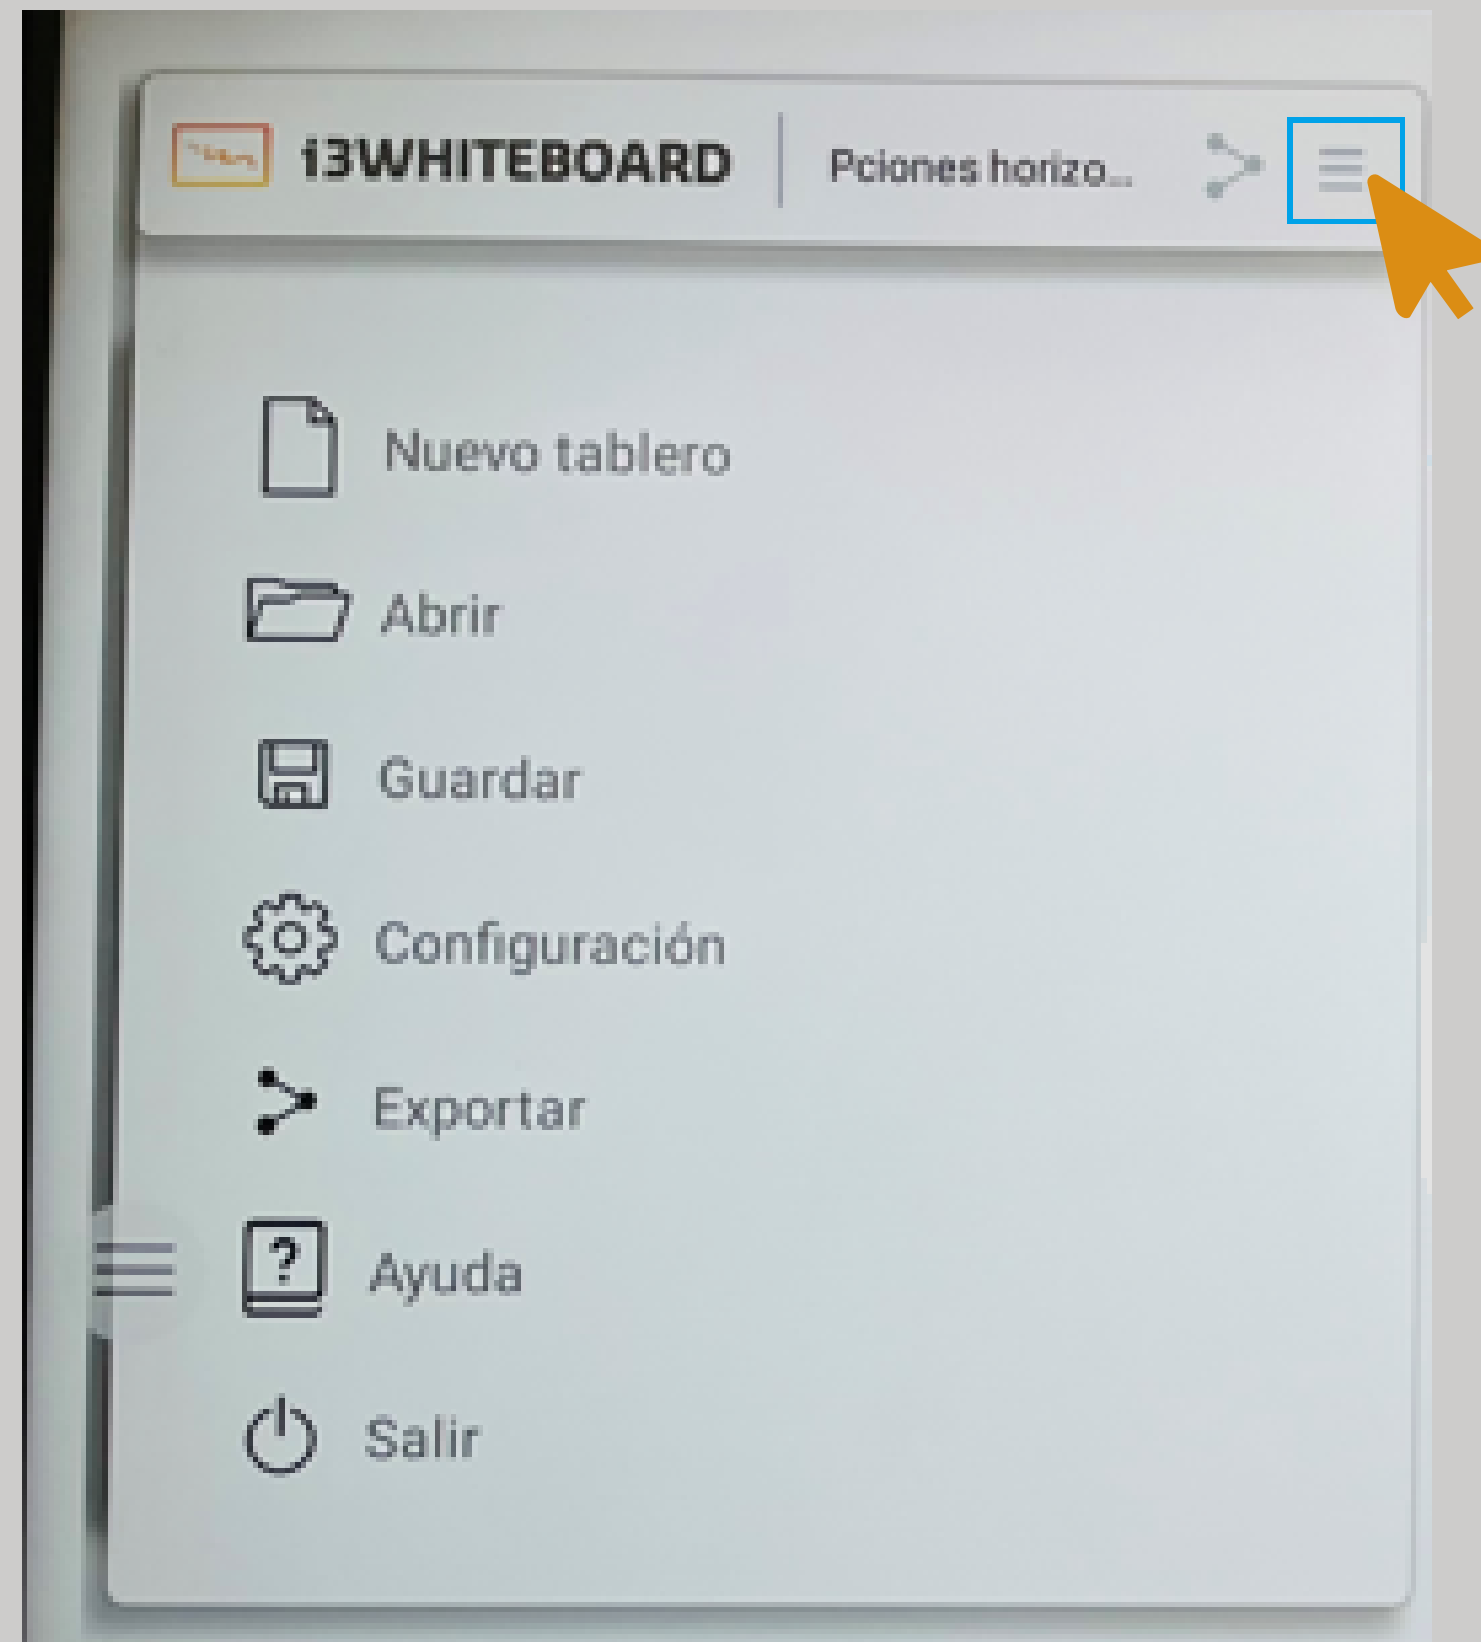 i3WHITEBOARD
Pciones horizo...
Nuevo tablero
Abrir
Guardar
Configuración
Exportar
Ayuda
Salir